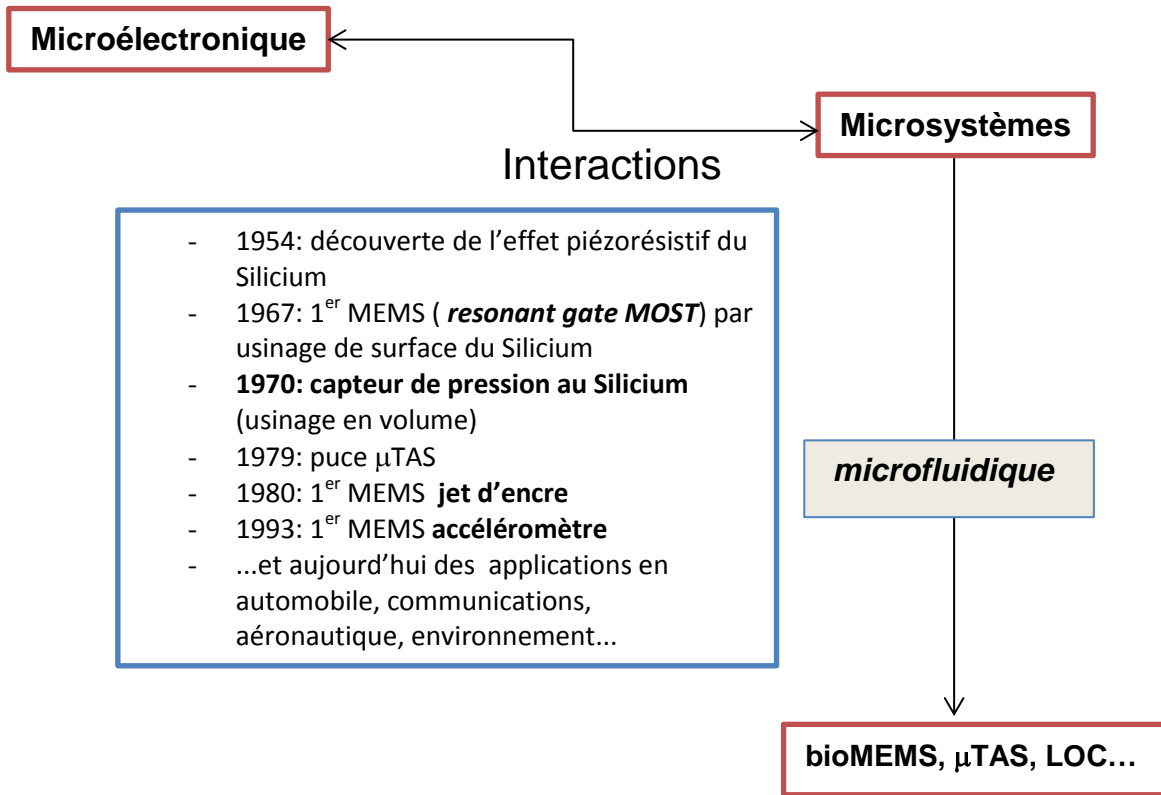 Microélectronique
Microsystèmes
Interactions
- 1954: découverte de l’effet piézorésistif du
Silicium
- 1967: 1er MEMS ( resonant gate MOST) par
usinage de surface du Silicium
- 1970: capteur de pression au Silicium
(usinage en volume)
- 1979: puce μTAS
- 1980: 1er MEMS jet d’encre
- 1993: 1er MEMS accéléromètre
- ...et aujourd’hui des applications en
automobile, communications,
aéronautique, environnement...
microfluidique
bioMEMS, μTAS, LOC…